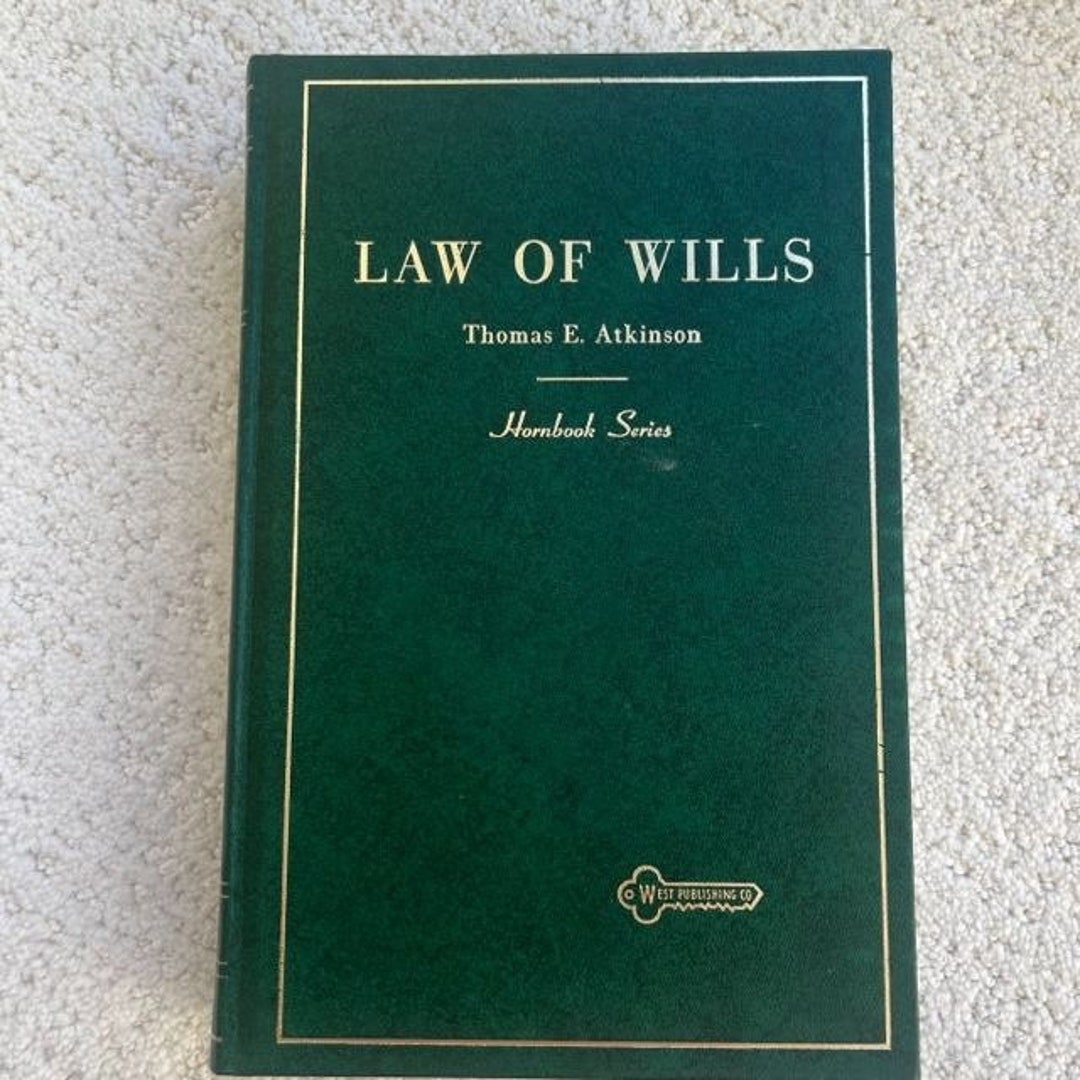 LAW OF WILLS
Thomas E. Atkinson
Hornbook Series
WEST PUBLISHING CO